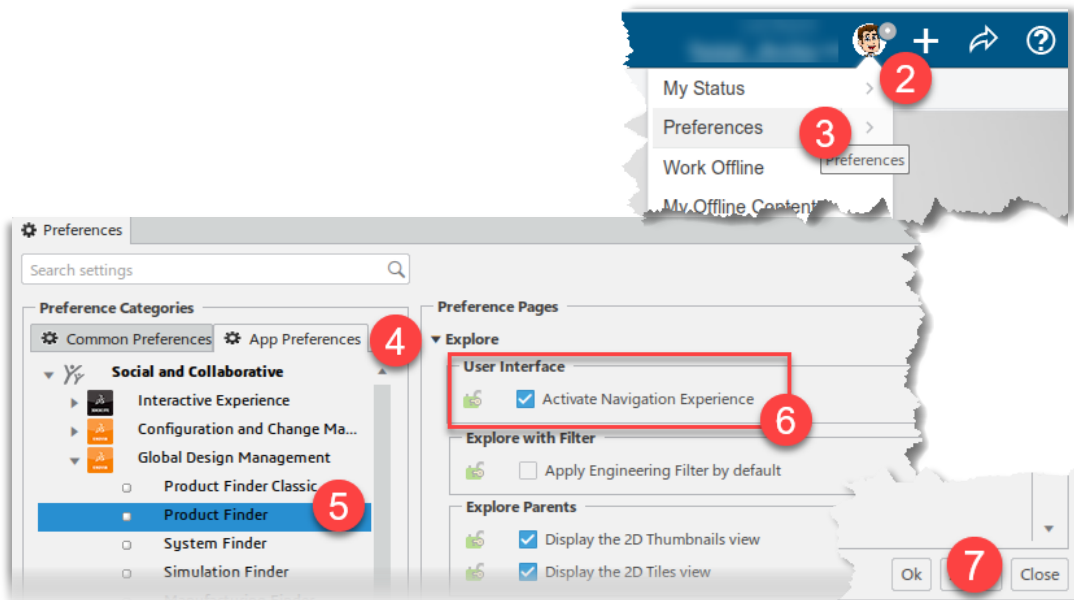 2
My Status
Preferences
3
Preferences
Work Offline
My Offline Content
Preferences
Search settings
Preference Categories
Common Preferences
App Preferences
4
Social and Collaborative
Interactive Experience
Configuration and Change Ma...
Global Design Management
Product Finder Classic
5
Product Finder
System Finder
Simulation Finder
Preference Pages
Explore
User Interface
Activate Navigation Experience
6
Explore with Filter
Apply Engineering Filter by default
Explore Parents
Display the 2D Thumbnails view
Display the 2D Tiles view
Ok
7
Close